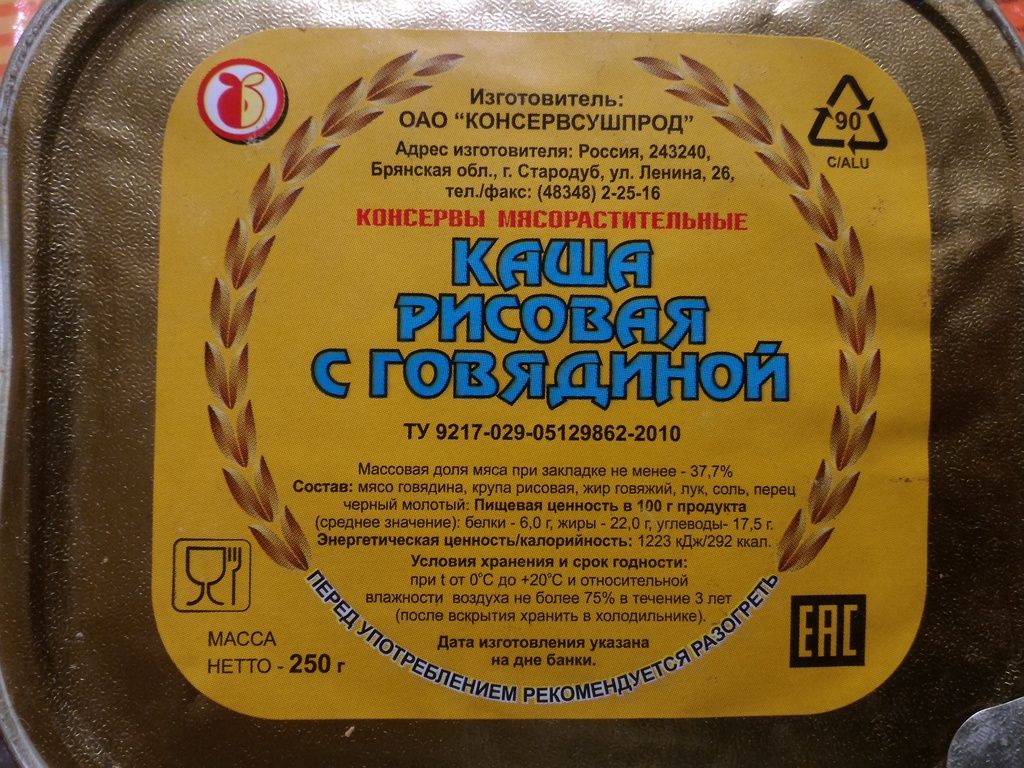 Изготовитель:
ОАО "КОНСЕРВСУШПРОД"
Адрес изготовителя: Россия, 243240,
Брянская обл., г. Стародуб, ул. Ленина, 26,
тел./факс: (48348) 2-25-16
90
C/ALU
КОНСЕРВЫ МЯСОРАСТИТЕЛЬНЫЕ
КАША
РИСОВАЯ
С ГОВЯДИНОЙ
ТУ 9217-029-05129862-2010
Массовая доля мяса при закладке не менее - 37,7%
Состав: мясо говядина, крупа рисовая, жир говяжий, лук, соль, перец
черный молотый: Пищевая ценность в 100 г продукта
(среднее значение): белки - 6,0 г, жиры - 22,0 г, углеводы- 17,5 г.
Энергетическая ценность/калорийность: 1223 кДж/292 ккал.
Условия хранения и срок годности:
при t от 0°С до +20°С и относительной
влажности воздуха не более 75% в течение 3 лет
(после вскрытия хранить в холодильнике).
Дата изготовления указана
на дне банки.
ПЕРЕД УПОТРЕБЛЕНИЕМ РЕКОМЕНДУЕТСЯ РАЗОГРЕТЬ
МАССА
НЕТТО - 250 г
EAC